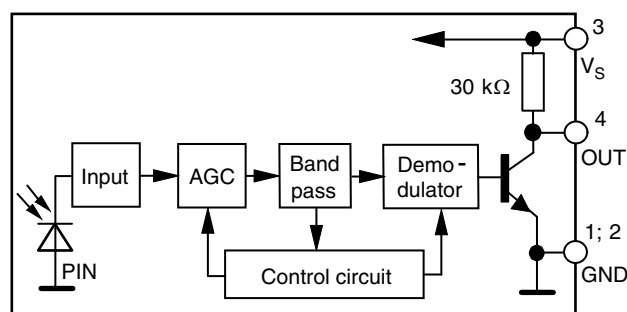 3
V_S
30 kΩ
4
OUT
Input
AGC
Band
pass
Demo-
dulator
1; 2
GND
PIN
Control circuit